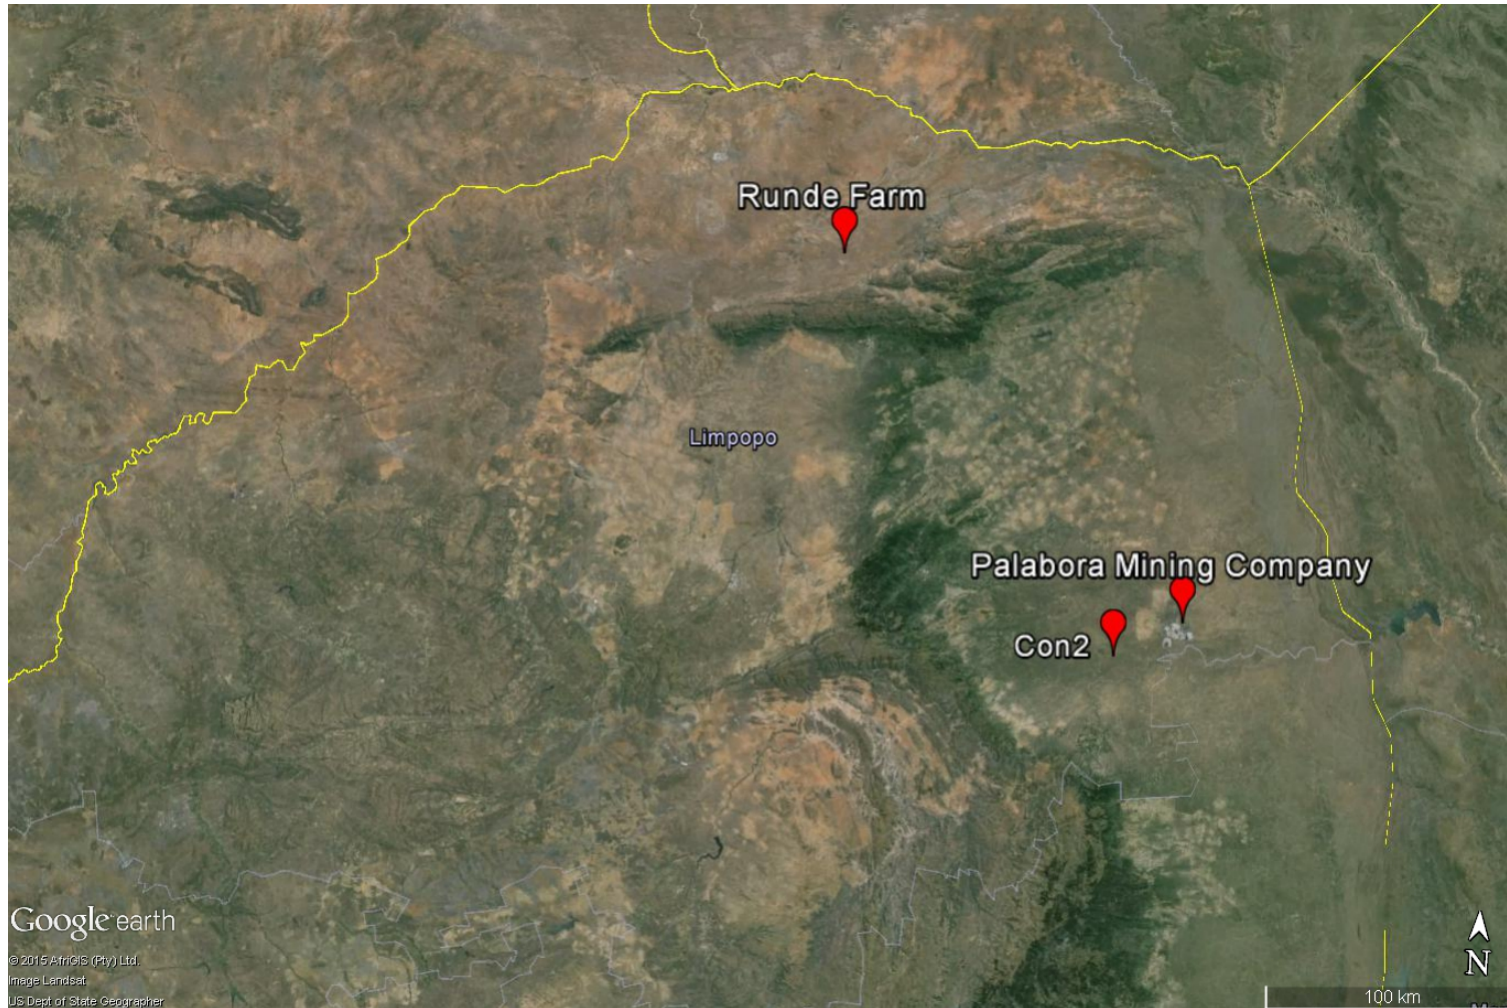 Runde Farm
Limpopo
Palabora Mining Company
Con2
Google earth
© 2015 AfriGIS (Pty) Ltd.
Image Landsat
US Dept of State Geographer
N
100 km